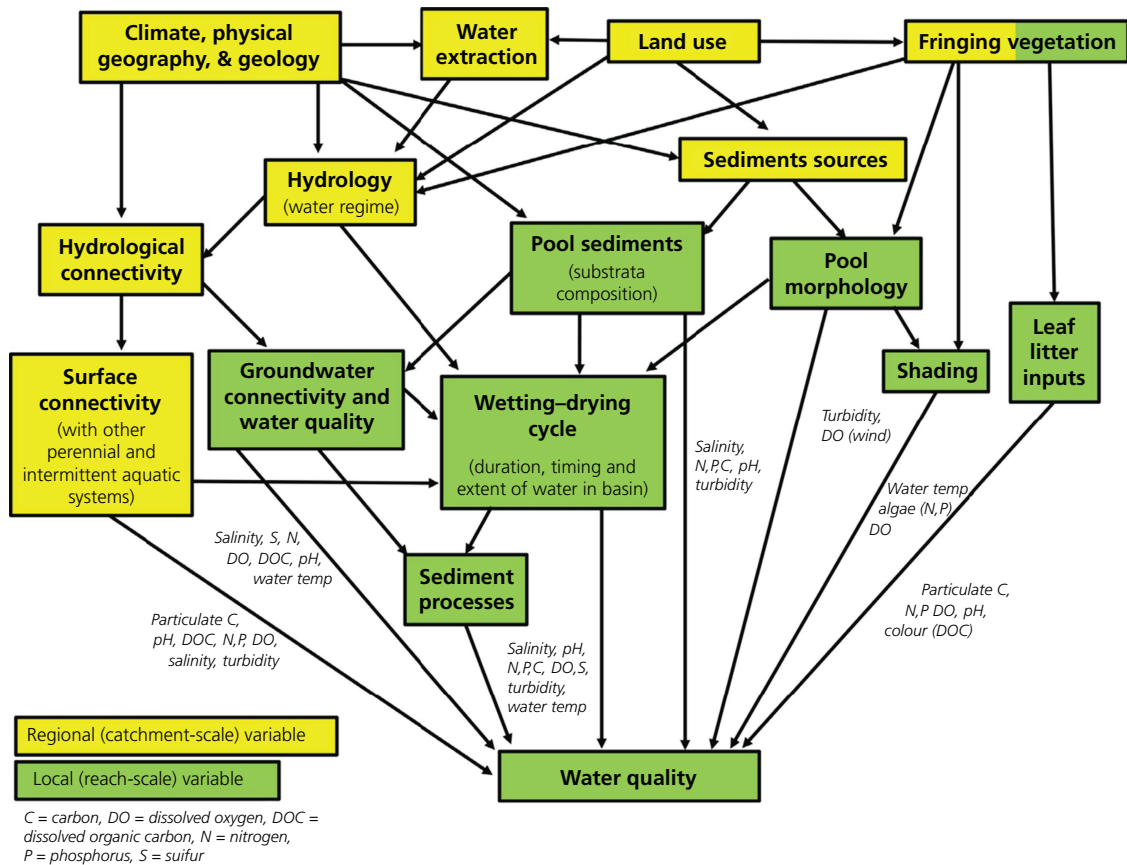 Climate, physical
geography, & geology
Water
extraction
Land use
Fringing vegetation
Hydrology
(water regime)
Sediments sources
Hydrological
connectivity
Pool sediments
(substrata
composition)
Pool
morphology
Leaf
litter
inputs
Surface
connectivity
(with other
perennial and
intermittent aquatic
systems)
Groundwater
connectivity and
water quality
Wetting–drying
cycle
(duration, timing and
extent of water in basin)
Shading
Salinity,
N,P,C, pH,
turbidity
Turbidity,
DO (wind)
Water temp,
algae (N,P)
DO
Salinity, S, N,
DO, DOC, pH,
water temp
Sediment
processes
Particulate C,
pH, DOC, N,P, DO,
salinity, turbidity
Salinity, pH,
N,P,C, DO,S,
turbidity,
water temp
Particulate C,
N,P DO, pH,
colour (DOC)
Water quality
Regional (catchment-scale) variable
Local (reach-scale) variable
C = carbon, DO = dissolved oxygen, DOC =
dissolved organic carbon, N = nitrogen,
P = phosphorus, S = suifur